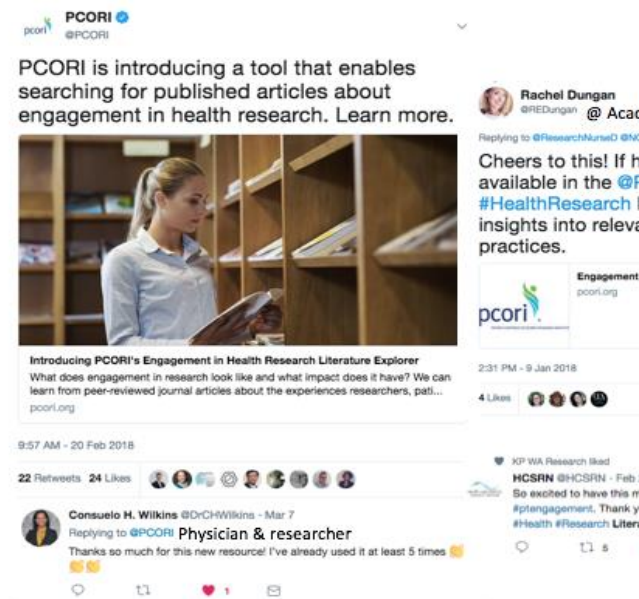 PCORI
@PCORI
pcori
PCORI is introducing a tool that enables
searching for published articles about
engagement in health research. Learn more.
Introducing PCORI's Engagement in Health Research Literature Explorer
What does engagement in research look like and what impact does it have? We can
learn from peer-reviewed journal articles about the experiences researchers, pati...
pcori.org
9:57 AM - 20 Feb 2018
22 Retweets 24 Likes
Consuelo H. Wilkins @DrCHWilkins - Mar 7
Replying to @PCORI Physician & researcher
Thanks so much for this new resource! I've already used it at least 5 times
1
Rachel Dungan
@REDungan @ Acad
Replying to @ResearchNurseD
Cheers to this! If h
available in the
#HealthResearch
insights into
practices.
Engagement
pcori.org
pcori
2:31 PM - 9 Jan 2018
4 Likes
KP WA Research liked
HCSRN @HCSRN - Feb
So excited to have this
#ptengagement. Thank
#Health #Research
5